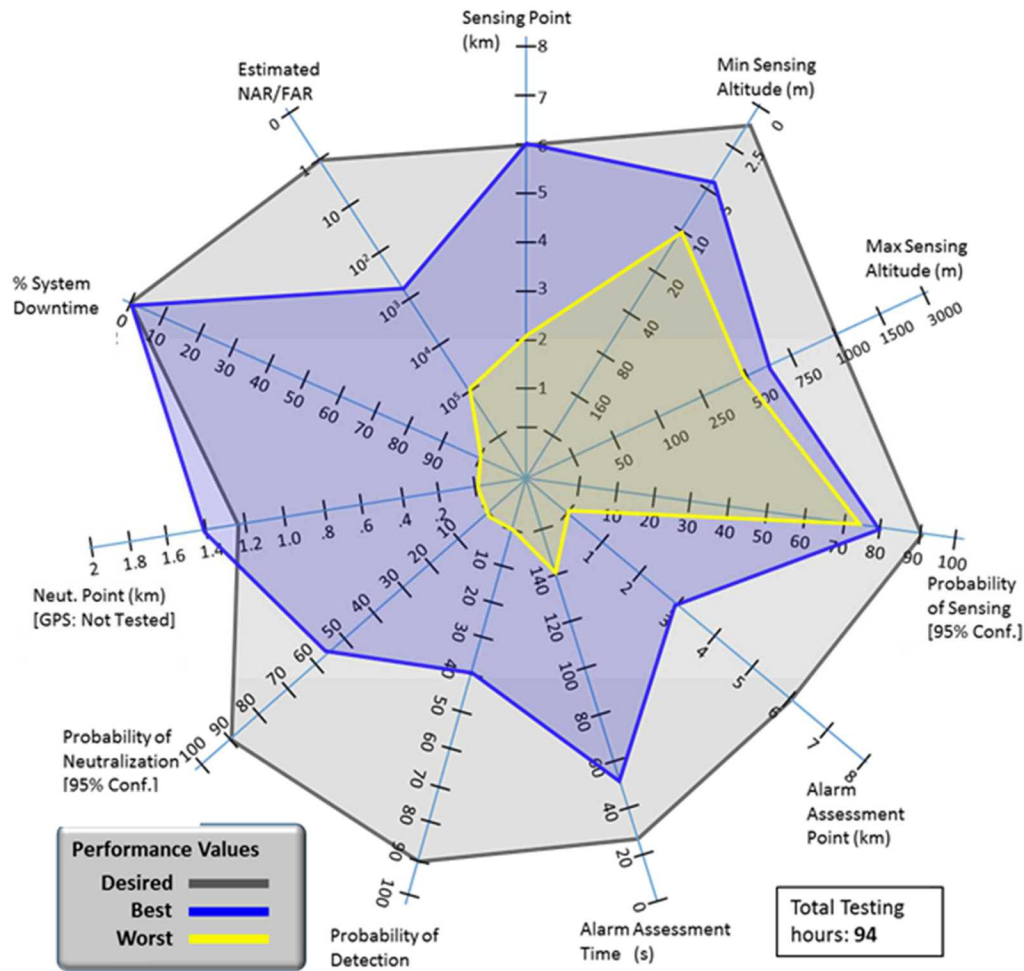 Sensing Point
(km)
8
7
6
5
4
3
2
1
Min Sensing
Altitude (m)
0
2.5
5
10
20
40
80
160
Max Sensing
Altitude (m)
3000
1500
1000
750
500
250
100
50
10 20 30 40 50 60 70 80 90 100
Probability
of Sensing
[95% Conf.]
1
2
3
4
5
6
7
8
Alarm
Assessment
Point (km)
140
120
100
80
60
40
20
0
Alarm Assessment
Time (s)
10
20
30
40
50
60
70
80
90
100
Probability of
Detection
10
20
30
40
50
60
70
80
90
100
Probability of
Neutralization
[95% Conf.]
2 1.8 1.6 1.4 1.2 1.0 .8 .6 .4 .2
Neut. Point (km)
[GPS: Not Tested]
% System
Downtime
0 10 20 30 40 50 60 70 80 90
Estimated
NAR/FAR
0
1
10
10²
10³
10⁴
10⁵
Performance Values
Desired
Best
Worst
Total Testing
hours: 94